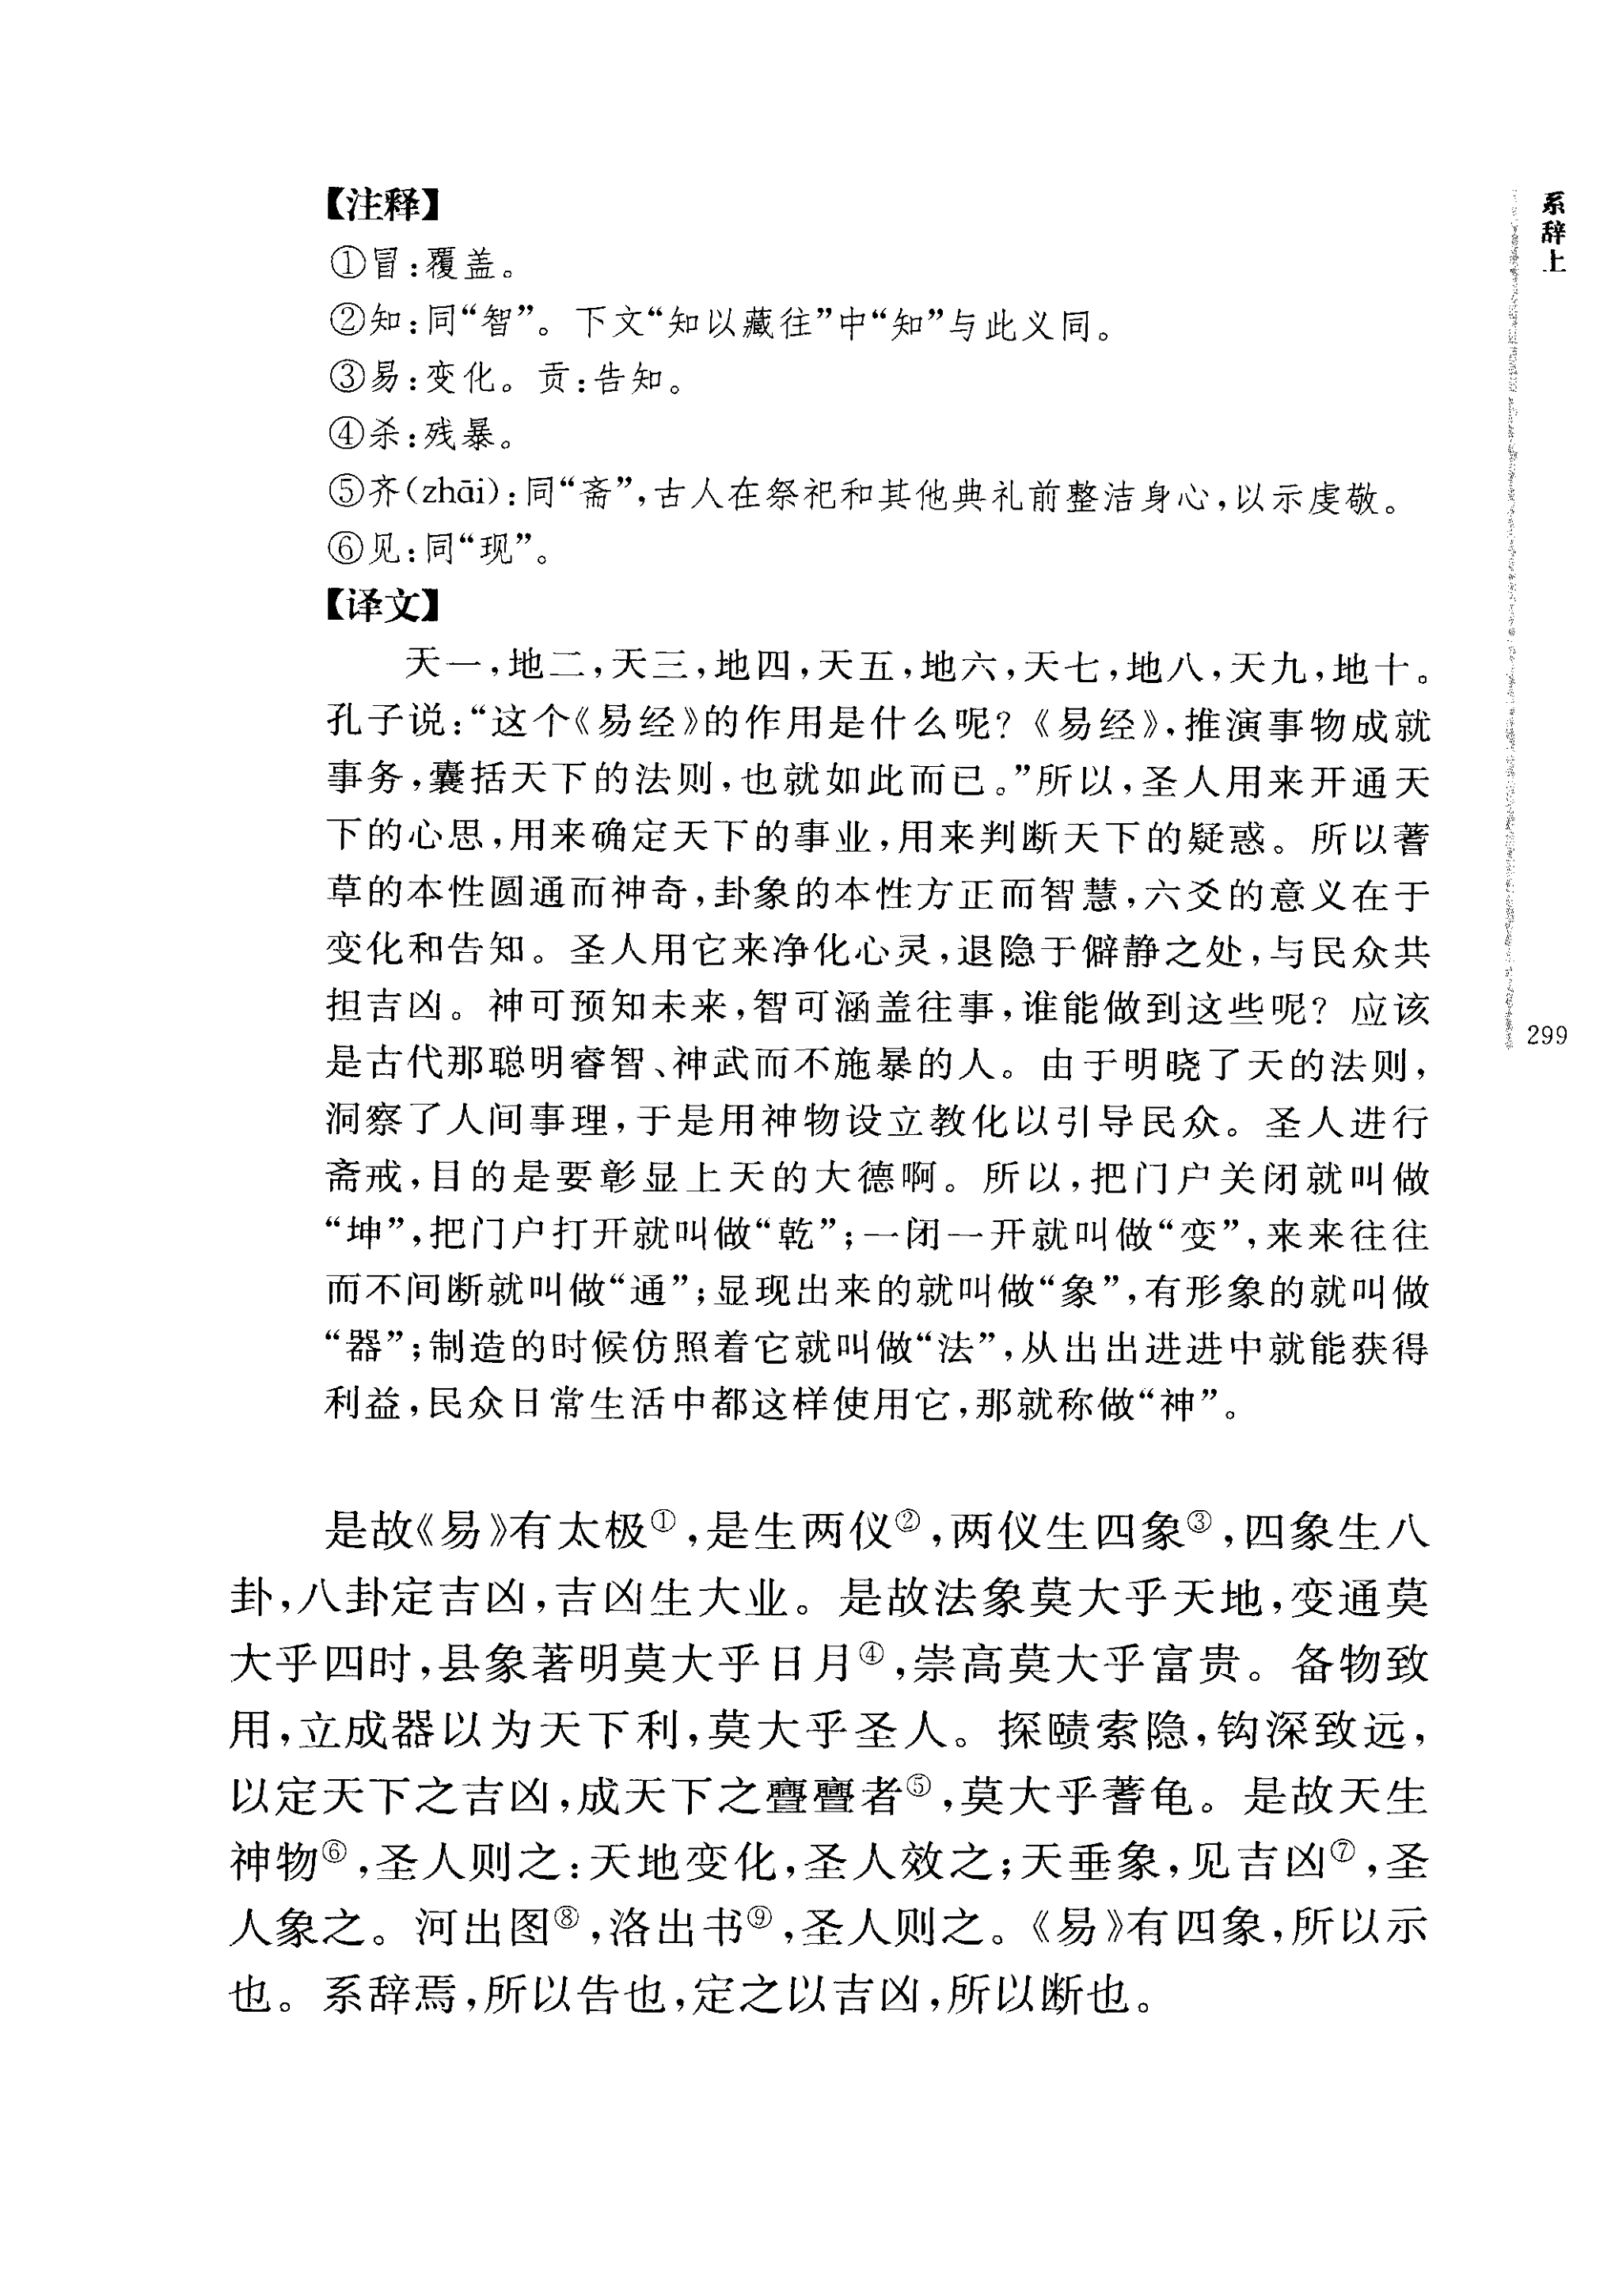 系辞上
【注释】
①冒:覆盖。
②知:同“智”。下文“知以藏往”中“知”与此义同。
③易:变化。贡:告知。
④杀:残暴。
⑤齐(zhāi):同“斋”,古人在祭祀和其他典礼前整洁身心,以示虔敬。
⑥见:同“现”。
【译文】
天一,地二,天三,地四,天五,地六,天七,地八,天九,地十。
孔子说:“这个《易经》的作用是什么呢?《易经》,推演事物成就
事务,囊括天下的法则,也就如此而已。”所以,圣人用来开通天
下的心思,用来确定天下的事业,用来判断天下的疑惑。所以蓍
草的本性圆通而神奇,卦象的本性方正而智慧,六爻的意义在于
变化和告知。圣人用它来净化心灵,退隐于僻静之处,与民众共
担吉凶。神可预知未来,智可涵盖往事,谁能做到这些呢?应该
是古代那聪明睿智、神武而不施暴的人。由于明晓了天的法则,
洞察了人间事理,于是用神物设立教化以引导民众。圣人进行
斋戒,目的是要彰显上天的大德啊。所以,把门户关闭就叫做
“坤”,把门户打开就叫做“乾”;一闭一开就叫做“变”,来来往往
而不间断就叫做“通”;显现出来的就叫做“象”,有形象的就叫做
“器”;制造的时候仿照着它就叫做“法”,从出出进进中就能获得
利益,民众日常生活中都这样使用它,那就称做“神”。
是故《易》有太极①,是生两仪②,两仪生四象③,四象生八
卦,八卦定吉凶,吉凶生大业。是故法象莫大乎天地,变通莫
大乎四时,县象著明莫大乎日月④,崇高莫大乎富贵。备物致
用,立成器以为天下利,莫大乎圣人。探赜索隐,钩深致远,
以定天下之吉凶,成天下之亹亹者⑤,莫大乎蓍龟。是故天生
神物⑥,圣人则之:天地变化,圣人效之;天垂象,见吉凶⑦,圣
人象之。河出图⑧,洛出书⑨,圣人则之。《易》有四象,所以示
也。系辞焉,所以告也,定之以吉凶,所以断也。
299